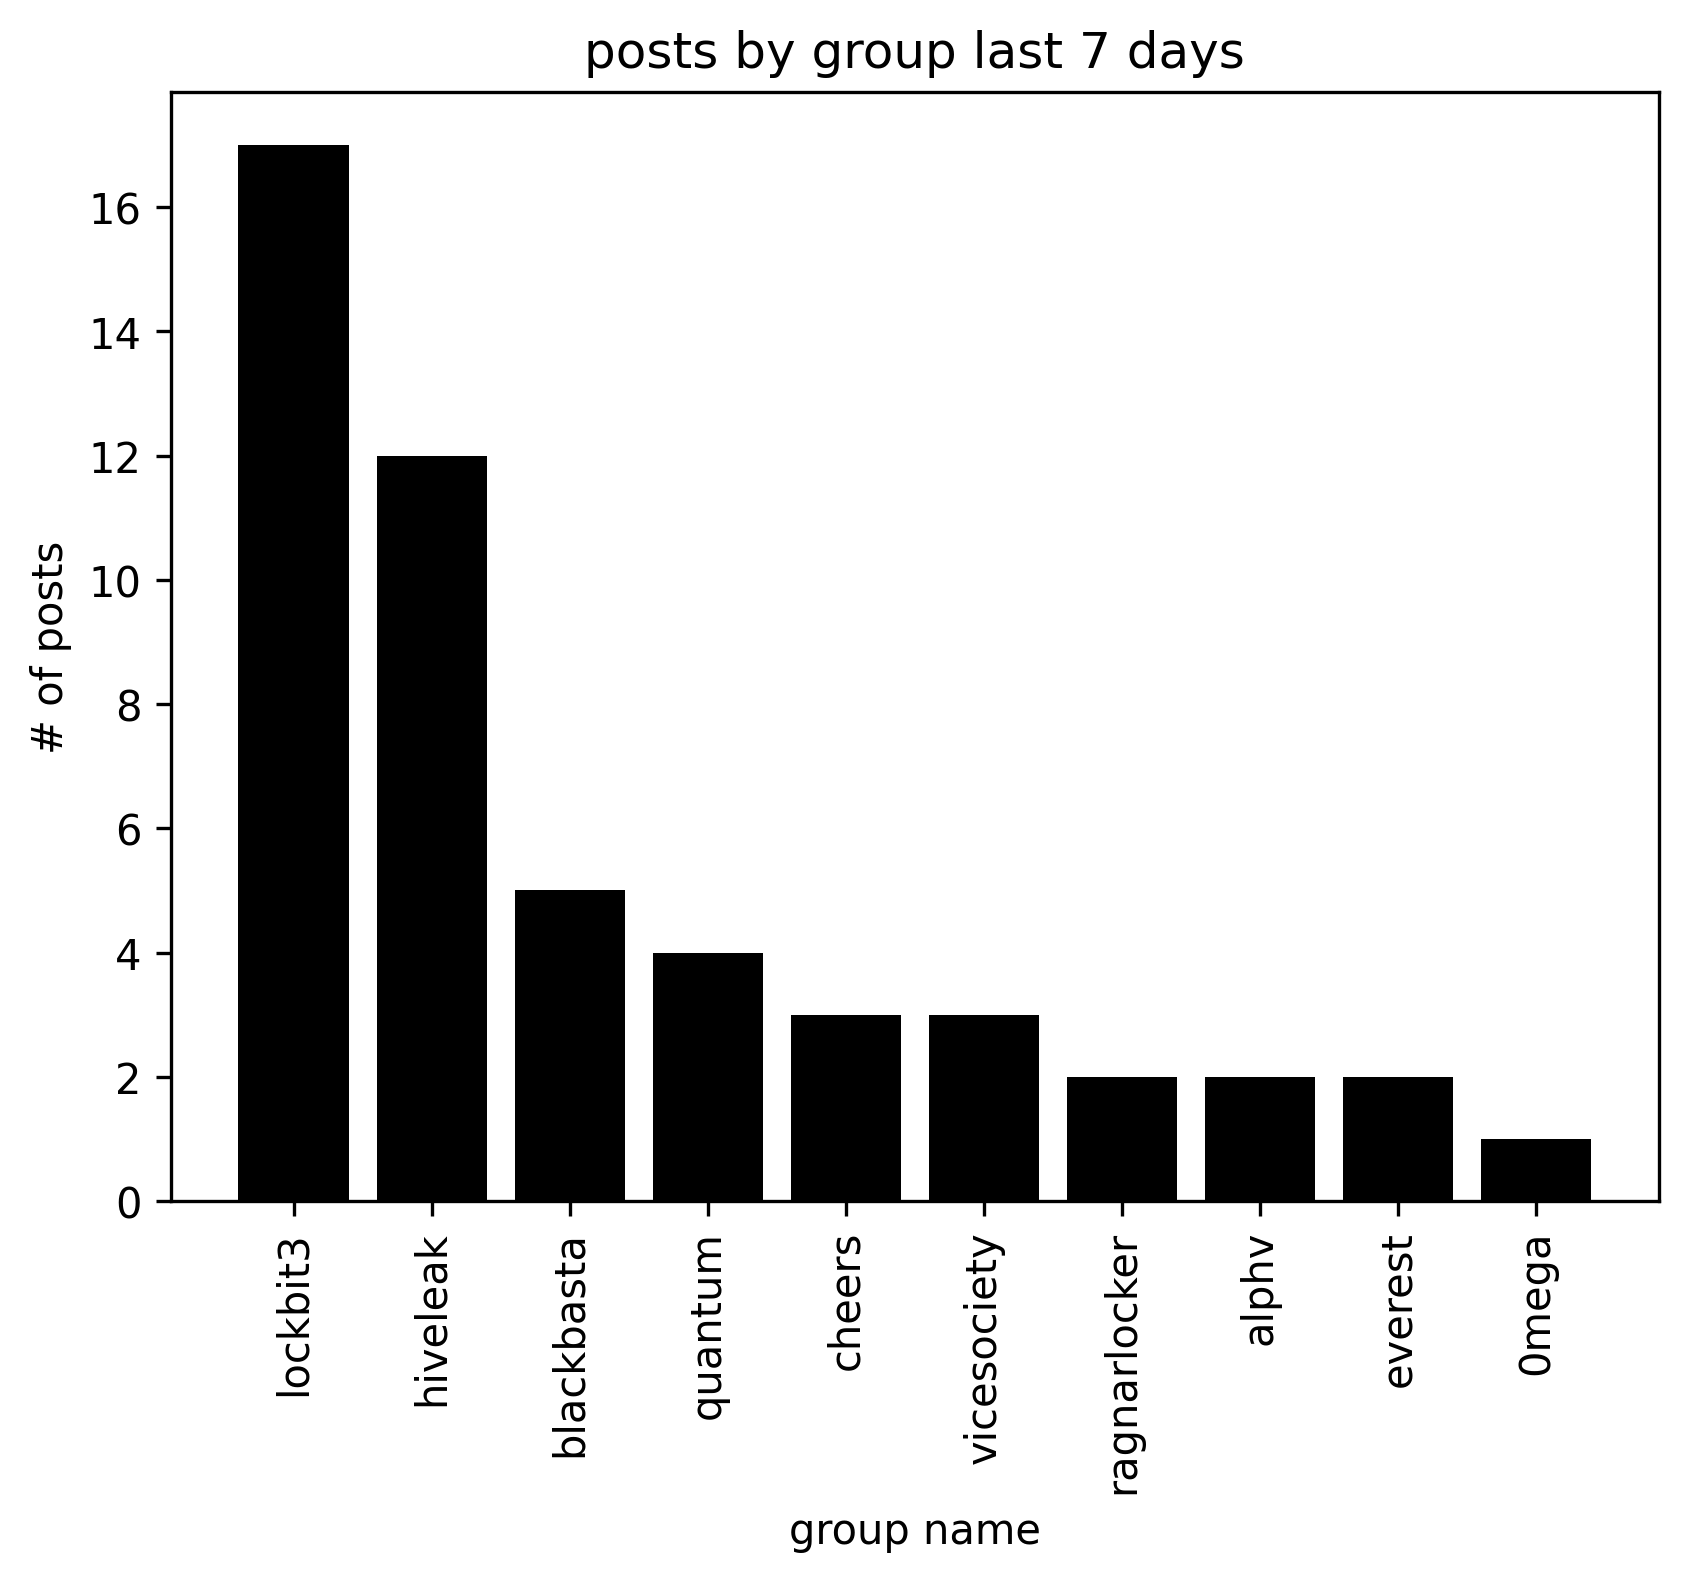 posts by group last 7 days
# of posts
16
14
12
10
8
6
4
2
0
lockbit3
hiveleak
blackbasta
quantum
cheers
vicesociety
ragnarlocker
alphv
everest
0mega
group name